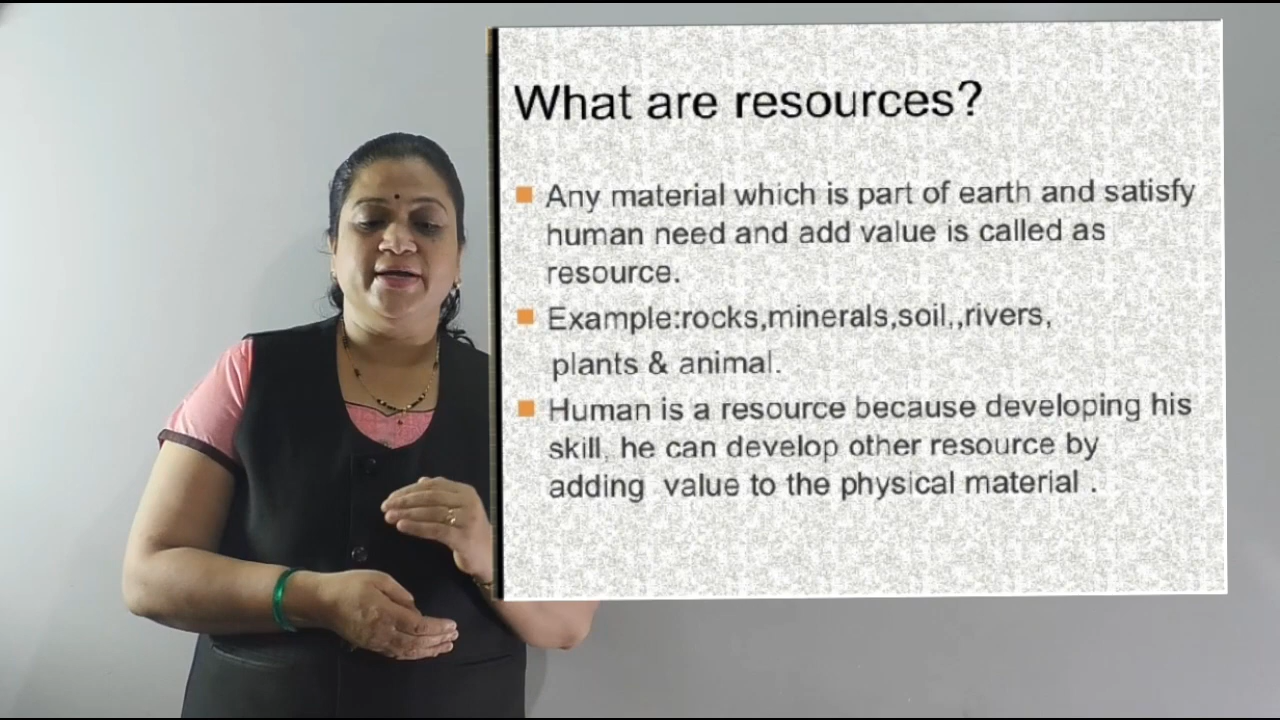 What are resources?
Any material which is part of earth and satisfy
human need and add value is called as
resource.
Example:rocks,minerals,soil,,rivers,
plants & animal.
Human is a resource because developing his
skill, he can develop other resource by
adding value to the physical material .